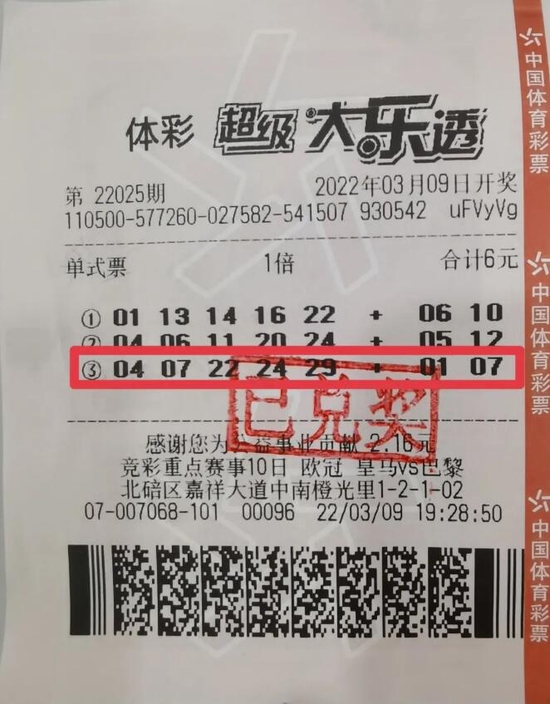 体彩 超级大乐透
第 22025期 2022年03月09日开奖
110500-577260-027582-541507 930542 uFVyVg
单式票 1倍 合计6元
① 01 13 14 16 22 + 06 10
② 04 06 11 20 24 + 05 12
③ 04 07 22 24 29 + 01 07
已兑奖
感谢您为公益事业贡献 2.16元
竞彩重点赛事10日 欧冠 皇马vs巴黎
北碚区嘉祥大道中南橙光里1-2-1-02
07-007068-101 00096 22/03/09 19:28:50
中国体育彩票
中国体育彩票
中国体育彩票